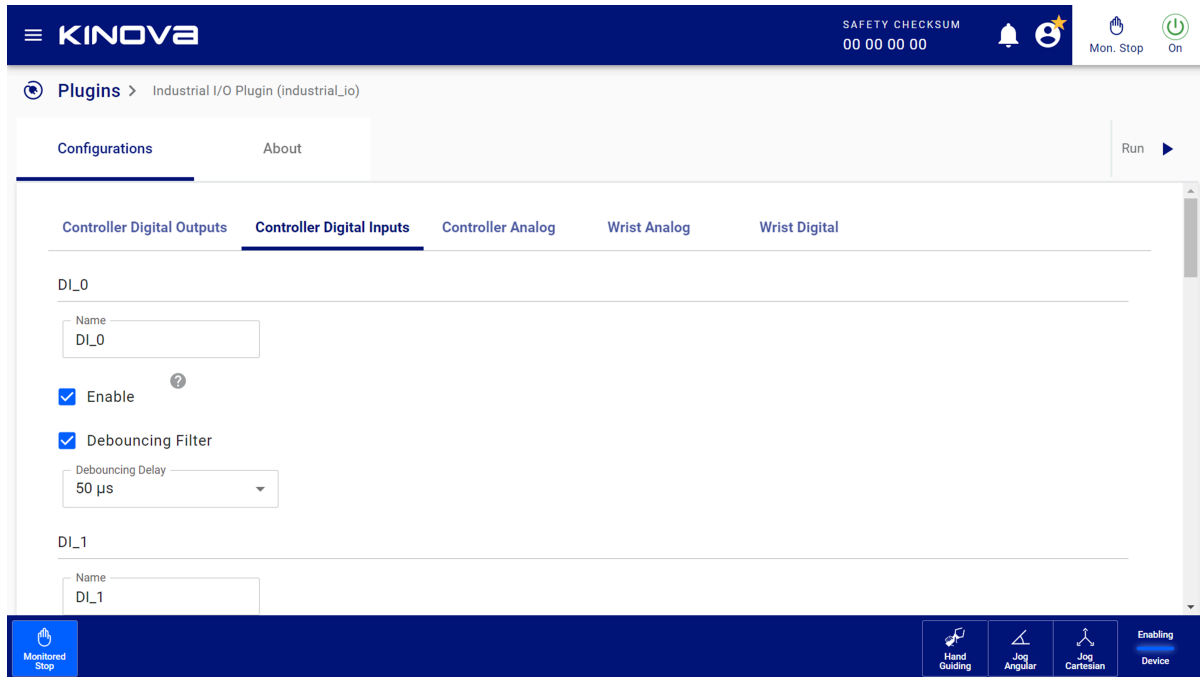 KINOVA
SAFETY CHECKSUM
00 00 00 00
Mon. Stop
On
Plugins > Industrial I/O Plugin (industrial_io)
Configurations
About
Run
Controller Digital Outputs
Controller Digital Inputs
Controller Analog
Wrist Analog
Wrist Digital
DI_0
Name
DI_0
?
Enable
Debouncing Filter
Debouncing Delay
50 µs
DI_1
Name
DI_1
Monitored
Stop
Hand
Guiding
Jog
Angular
Jog
Cartesian
Enabling
Device